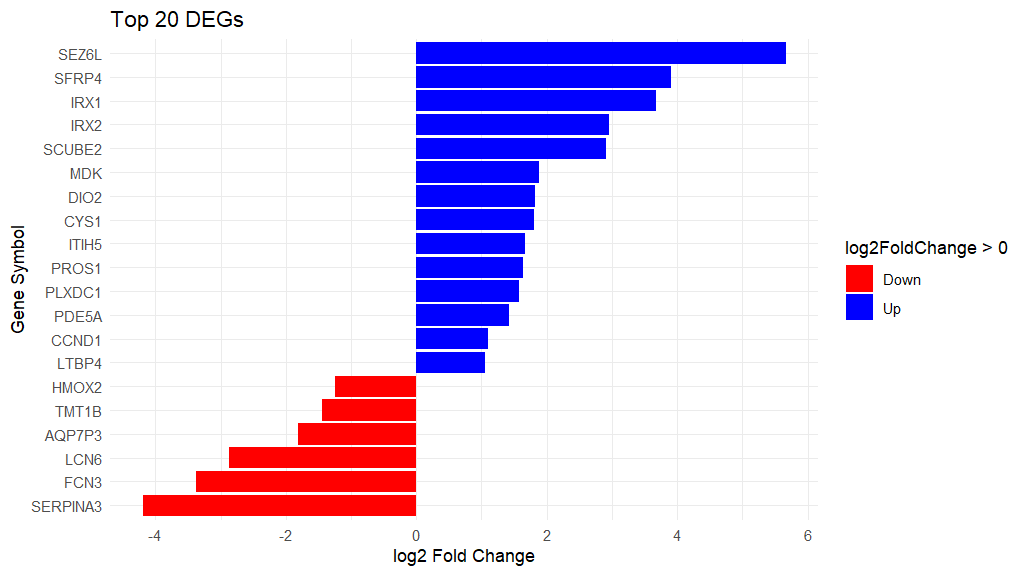 Top 20 DEGs
Gene Symbol
SEZ6L
SFRP4
IRX1
IRX2
SCUBE2
MDK
DIO2
CYS1
ITIH5
PROS1
PLXDC1
PDE5A
CCND1
LTBP4
HMOX2
TMT1B
AQP7P3
LCN6
FCN3
SERPINA3
-4 -2 0 2 4 6
log2 Fold Change
log2FoldChange > 0
Down
Up